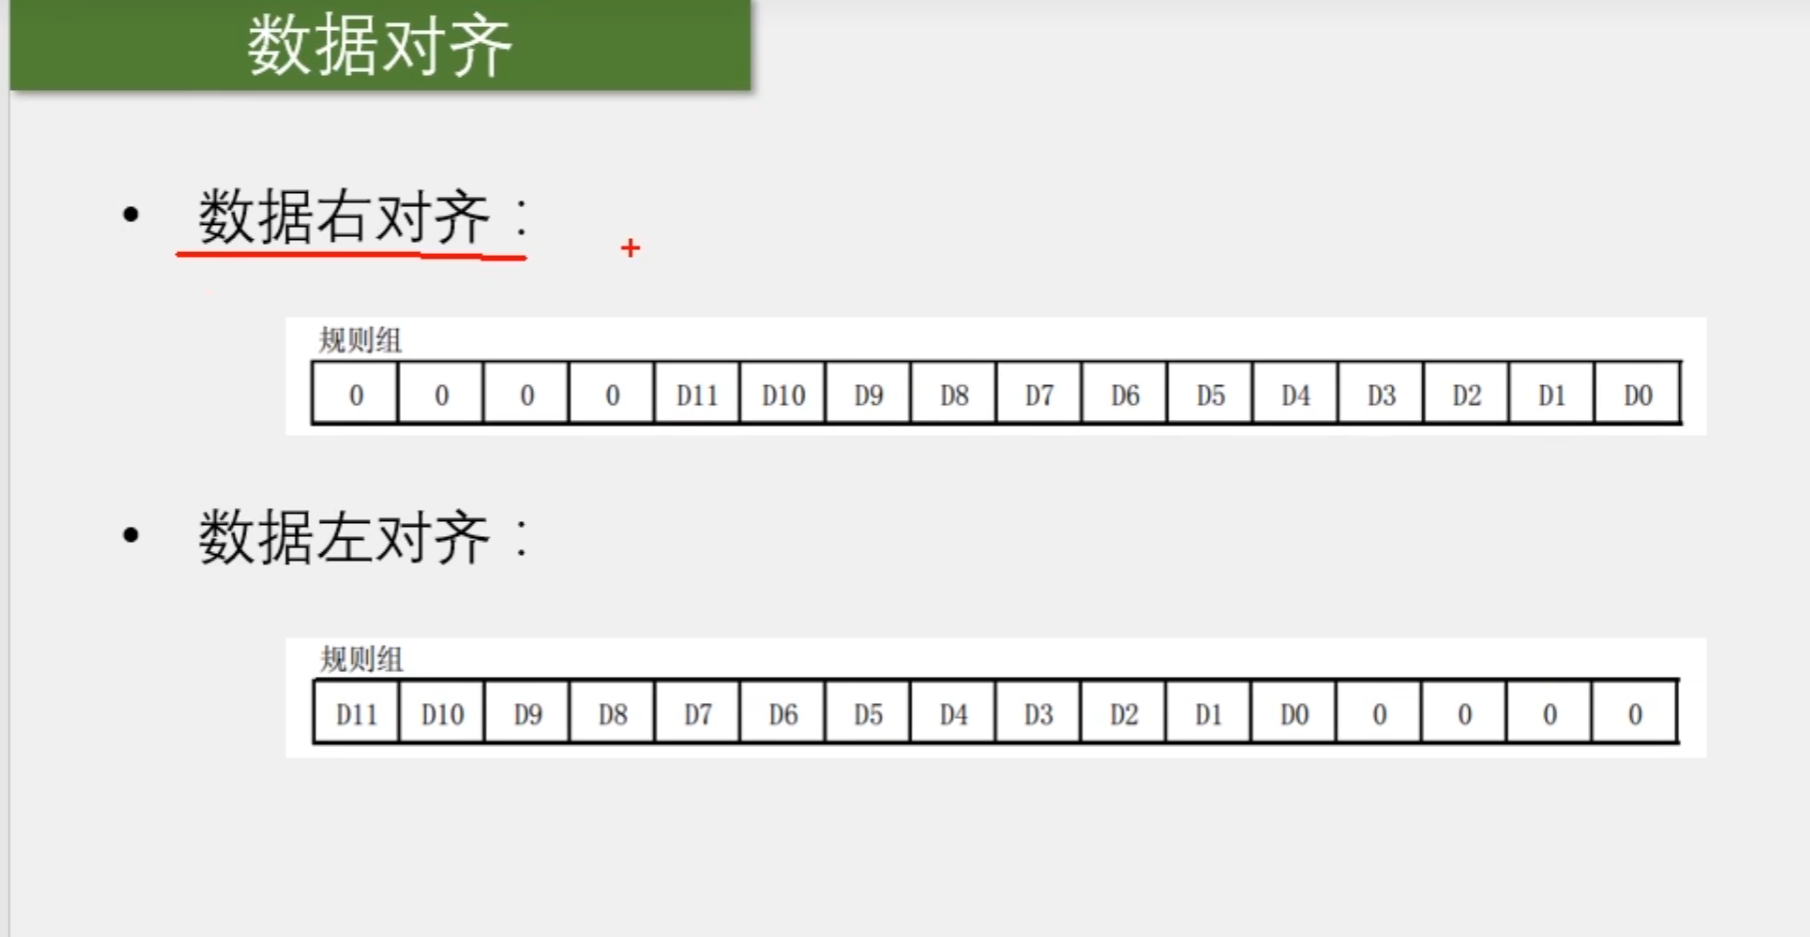 数据对齐
• 数据右对齐：
规则组
0 0 0 0 D11 D10 D9 D8 D7 D6 D5 D4 D3 D2 D1 D0
• 数据左对齐：
规则组
D11 D10 D9 D8 D7 D6 D5 D4 D3 D2 D1 D0 0 0 0 0